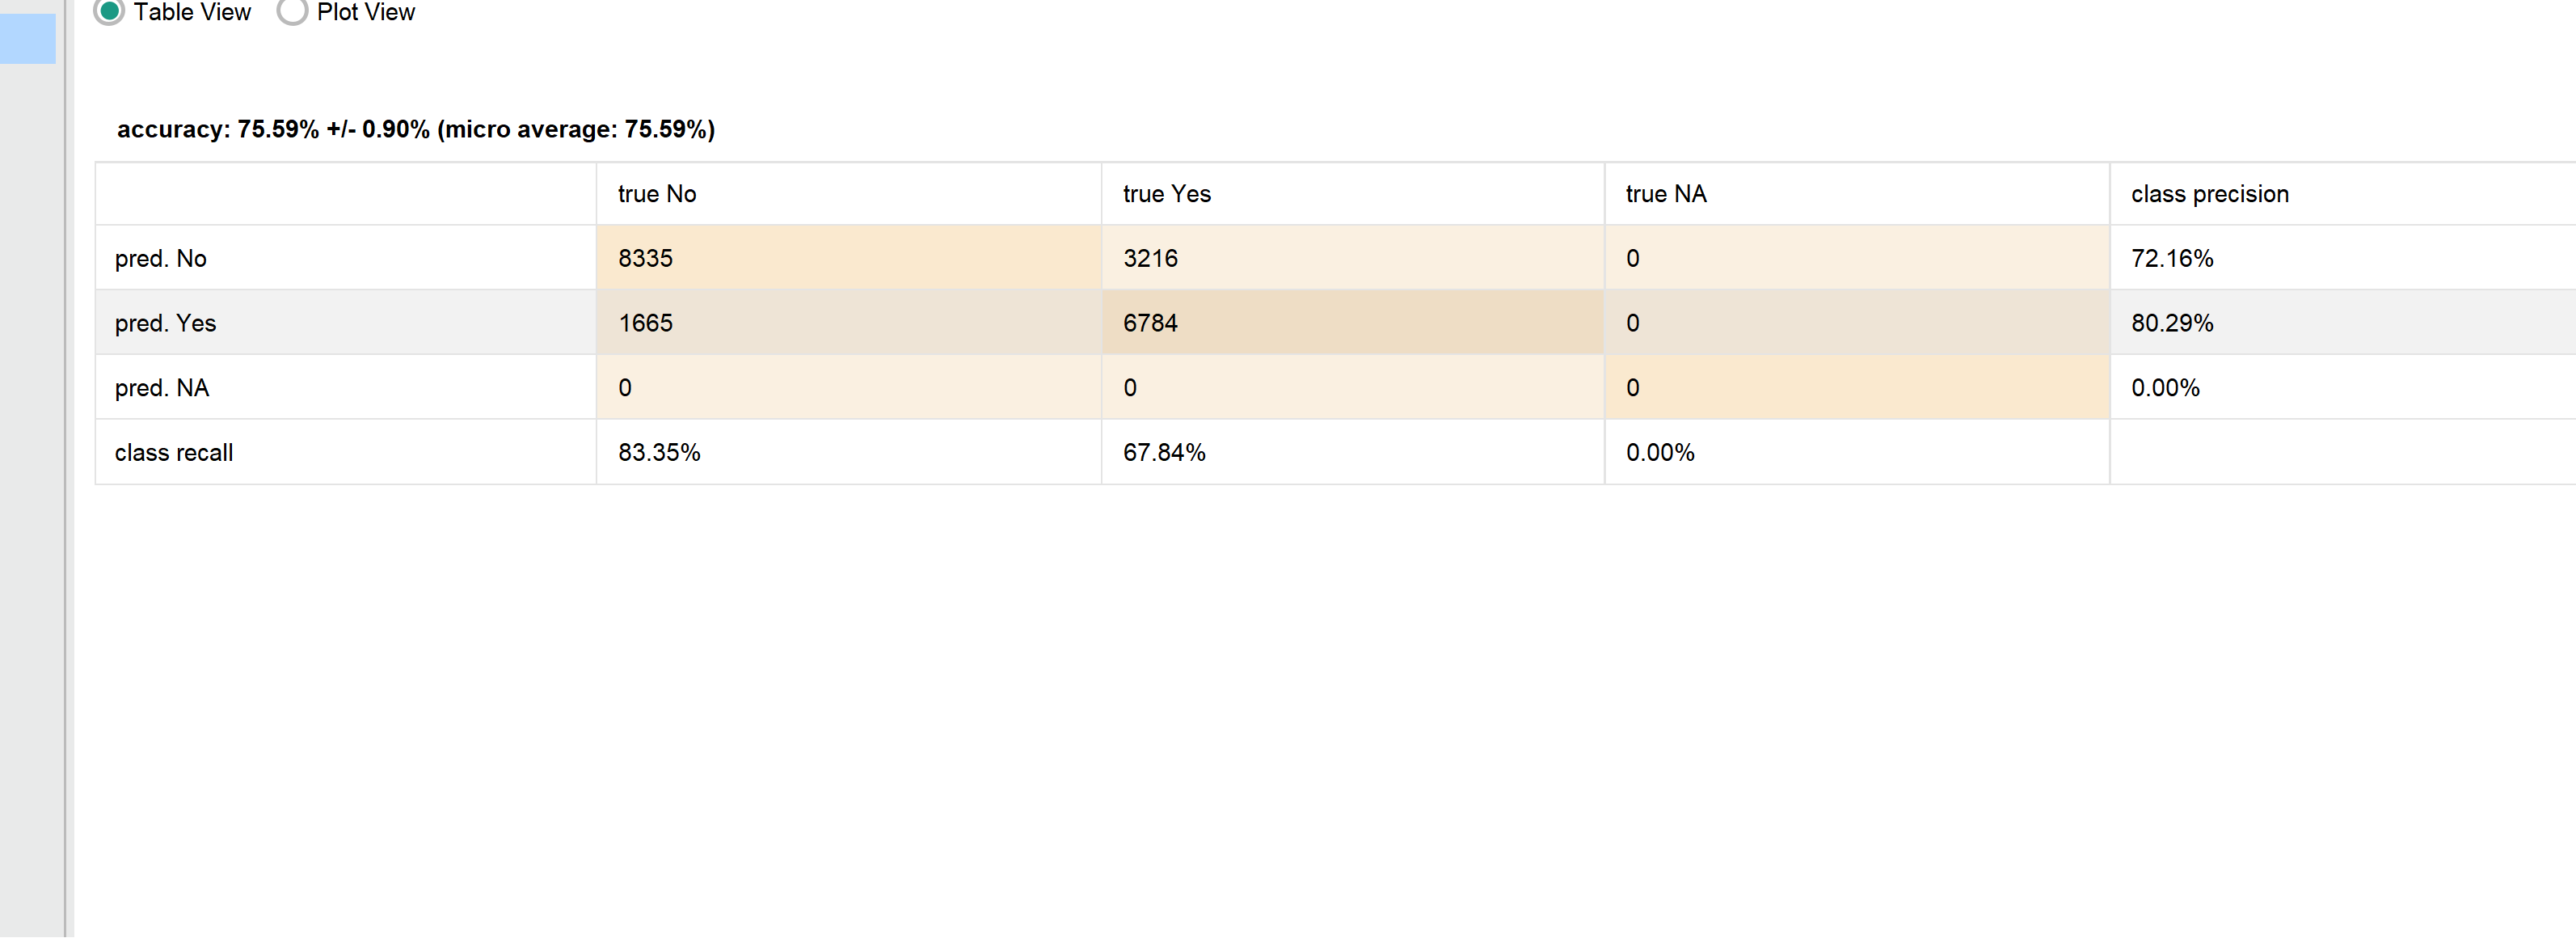 Table View Plot View
accuracy: 75.59% +/- 0.90% (micro average: 75.59%)
true No true Yes true NA class precision
pred. No 8335 3216 0 72.16%
pred. Yes 1665 6784 0 80.29%
pred. NA 0 0 0 0.00%
class recall 83.35% 67.84% 0.00%